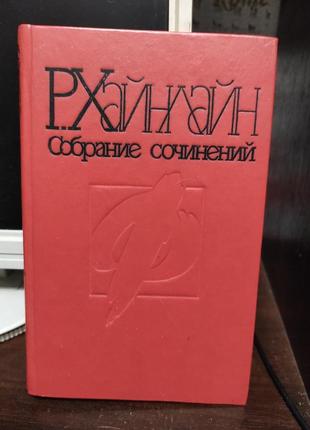 Р.Хайнлайн
Собрание сочинений